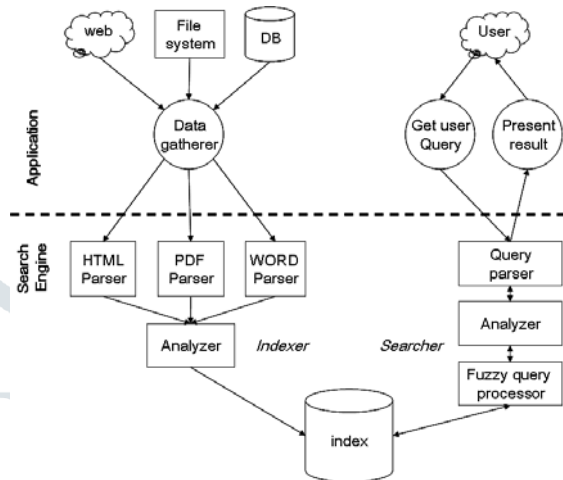 web
File
system
DB
User
Data
gatherer
Get user
Query
Present
result
Application
Search
Engine
HTML
Parser
PDF
Parser
WORD
Parser
Query
parser
Analyzer
Indexer
Searcher
Analyzer
Fuzzy query
processor
index